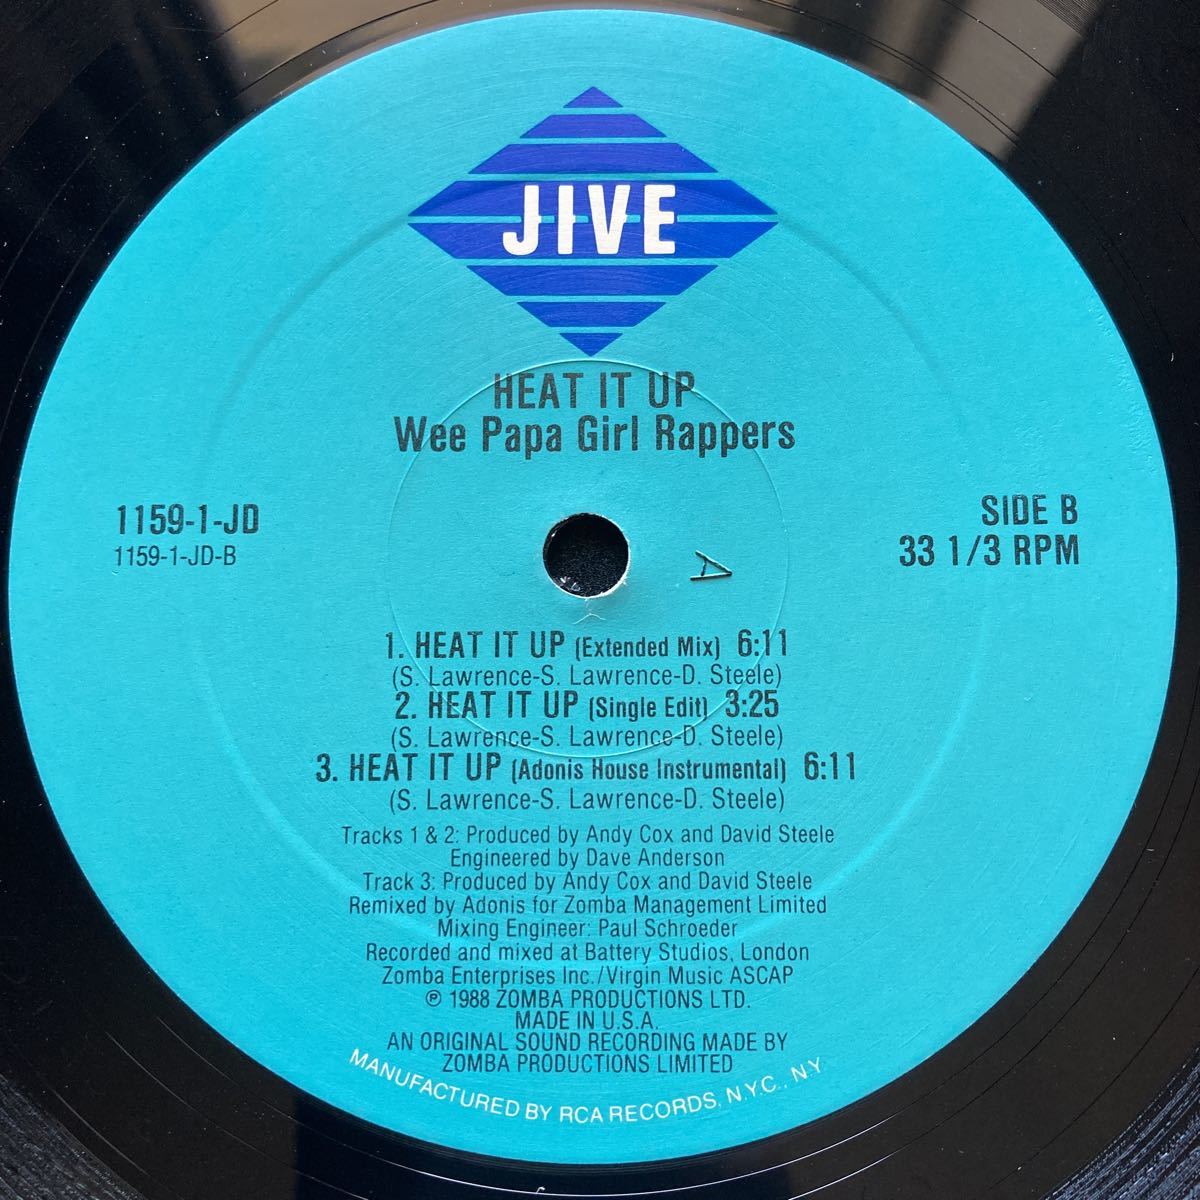 JIVE
HEAT IT UP
Wee Papa Girl Rappers
1159-1-JD
1159-1-JD-B
SIDE B
33 1/3 RPM
1. HEAT IT UP (Extended Mix) 6:11
(S. Lawrence-S. Lawrence-D. Steele)
2. HEAT IT UP (Single Edit) 3:25
(S. Lawrence-S. Lawrence-D. Steele)
3. HEAT IT UP (Adonis House Instrumental) 6:11
(S. Lawrence-S. Lawrence-D. Steele)
Tracks 1 & 2: Produced by Andy Cox and David Steele
Engineered by Dave Anderson
Track 3: Produced by Andy Cox and David Steele
Remixed by Adonis for Zomba Management Limited
Mixing Engineer: Paul Schroeder
Recorded and mixed at Battery Studios, London
Zomba Enterprises Inc./Virgin Music ASCAP
℗ 1988 ZOMBA PRODUCTIONS LTD.
MADE IN U.S.A.
AN ORIGINAL SOUND RECORDING MADE BY
ZOMBA PRODUCTIONS LIMITED
MANUFACTURED BY RCA RECORDS, N.Y.C., N.Y.